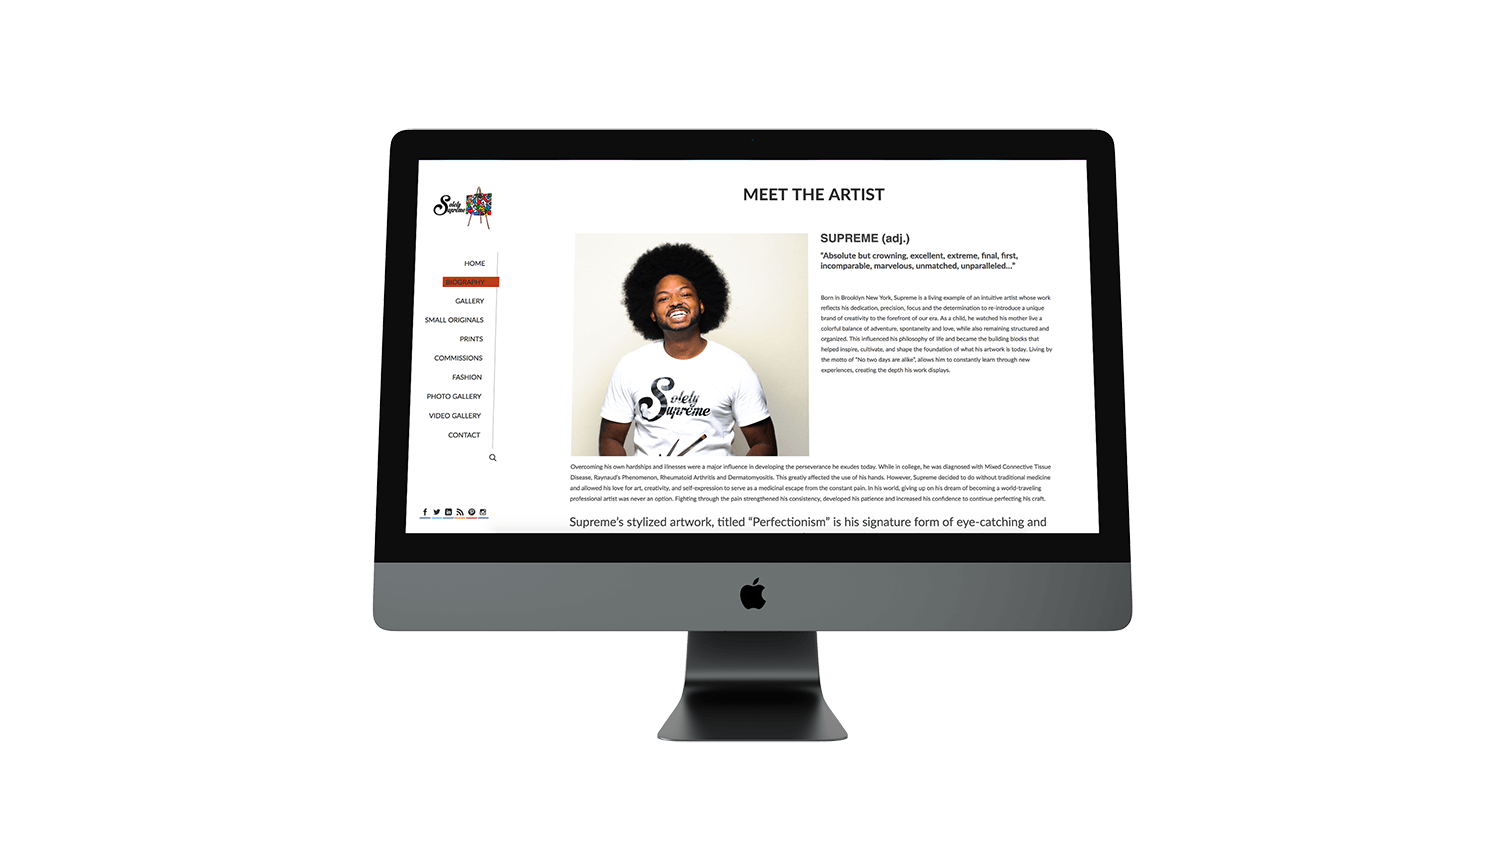 Solely
Supreme
HOME
BIOGRAPHY
GALLERY
SMALL ORIGINALS
PRINTS
COMMISSIONS
FASHION
PHOTO GALLERY
VIDEO GALLERY
CONTACT
MEET THE ARTIST
Solely
Supreme
SUPREME (adj.)
“Absolute but crowning, excellent, extreme, final, first,
incomparable, marvelous, unmatched, unparalleled...”
Born in Brooklyn New York, Supreme is a living example of an intuitive artist whose work
reflects his dedication, precision, focus and the determination to re-introduce a unique
brand of creativity to the forefront of our era. As a child, he watched his mother live a
colorful balance of adventure, spontaneity and love, while also remaining structured and
organized. This influenced his philosophy of life and became the building blocks that
helped inspire, cultivate, and shape the foundation of what his artwork is today. Living by
the motto of “No two days are alike”, allows him to constantly learn through new
experiences, creating the depth his work displays.
Overcoming his own hardships and illnesses were a major influence in developing the perseverance he exudes today. While in college, he was diagnosed with Mixed Connective Tissue
Disease, Raynaud’s Phenomenon, Rheumatoid Arthritis and Dermatomyositis. This greatly affected the use of his hands. However, Supreme decided to do without traditional medicine
and allowed his love for art, creativity, and self-expression to serve as a medicinal escape from the constant pain. In his world, giving up on his dream of becoming a world-traveling
professional artist was never an option. Fighting through the pain strengthened his consistency, developed his patience and increased his confidence to continue perfecting his craft.
Supreme’s stylized artwork, titled “Perfectionism” is his signature form of eye-catching and